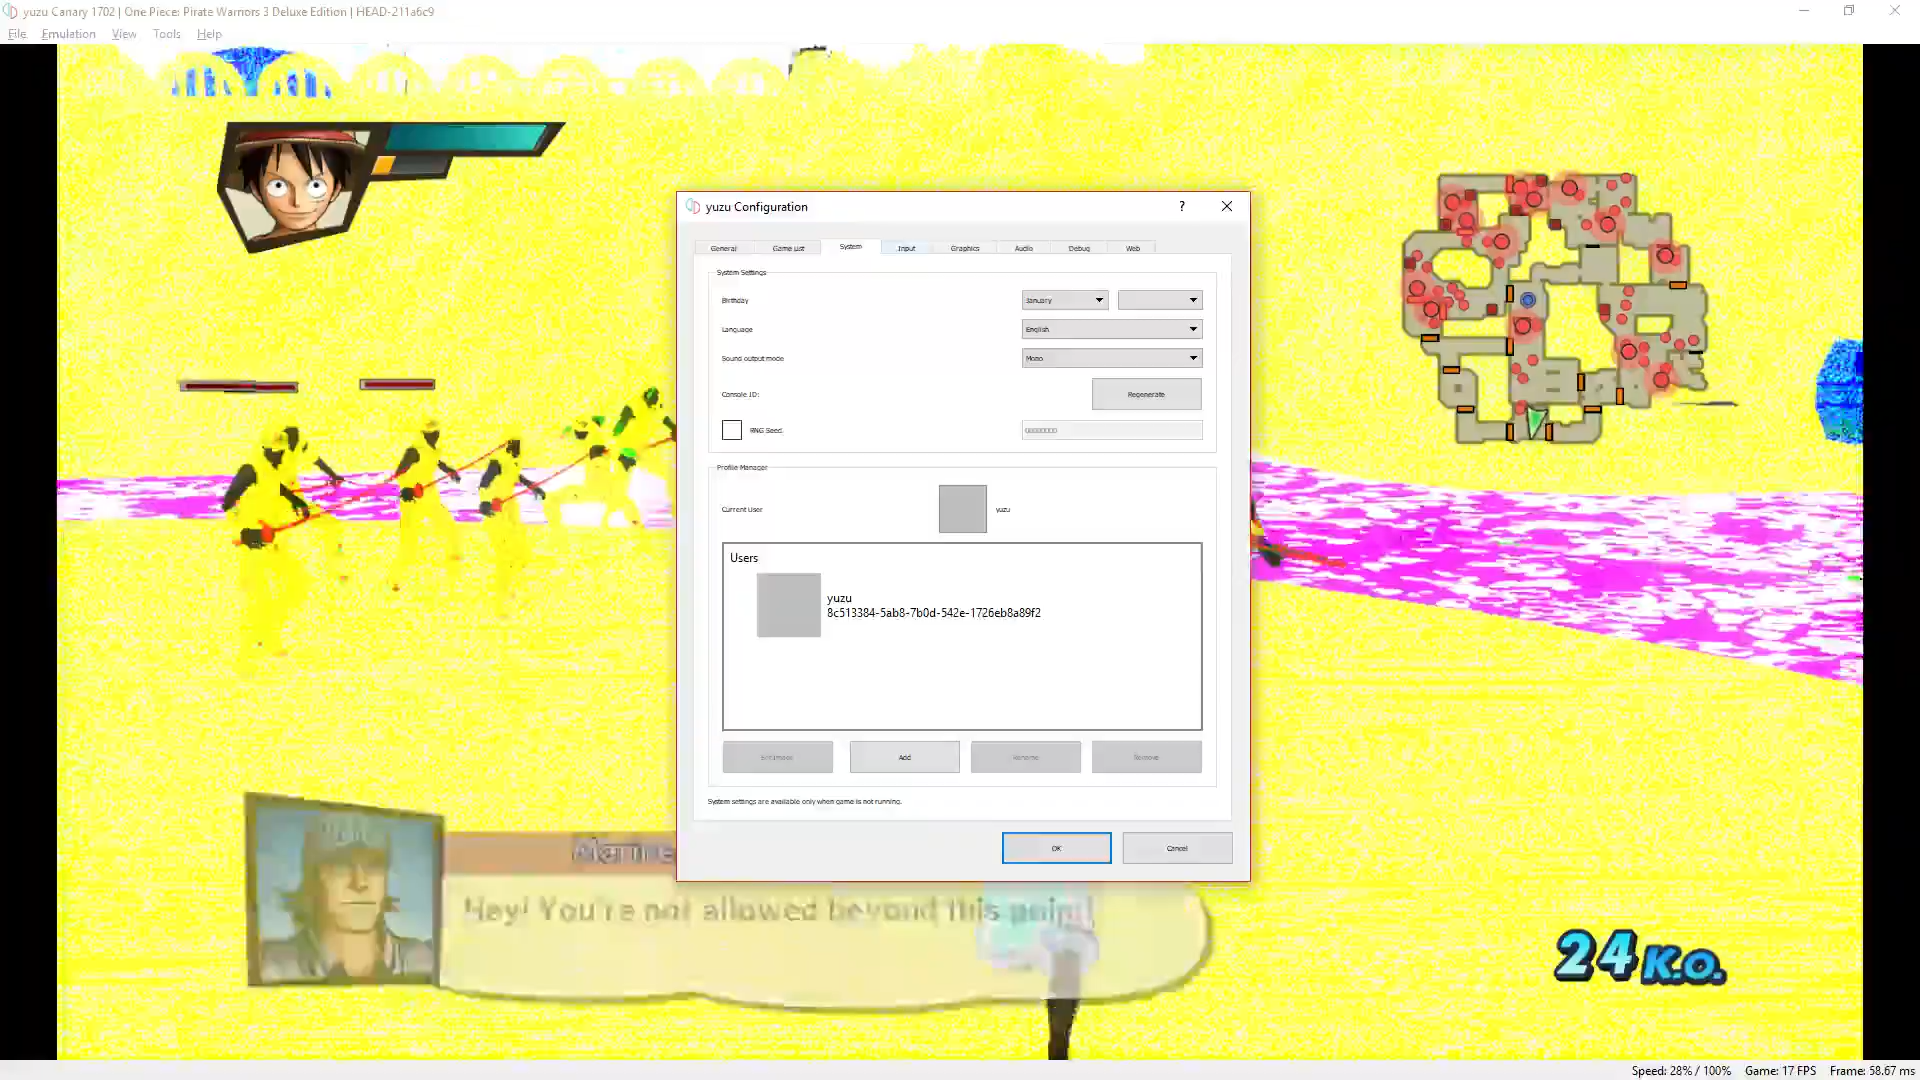 yuzu Canary 1702 | One Piece: Pirate Warriors 3 Deluxe Edition | HEAD-211a6c9
File Emulation View Tools Help
yuzu Configuration
?
General Game List System Input Graphics Audio Debug Web
System Settings
Birthday January
Language English
Sound output mode Mono
Console ID: Regenerate
RNG Seed 00000000
Profile Manager
Current User yuzu
Users
yuzu
8c513384-5ab8-7b0d-542e-1726eb8a89f2
Set Image Add Rename Remove
System settings are available only when game is not running.
OK Cancel
Hey! You're not allowed beyond this point!
24 K.O.
Speed: 28% / 100% Game: 17 FPS Frame: 58.67 ms